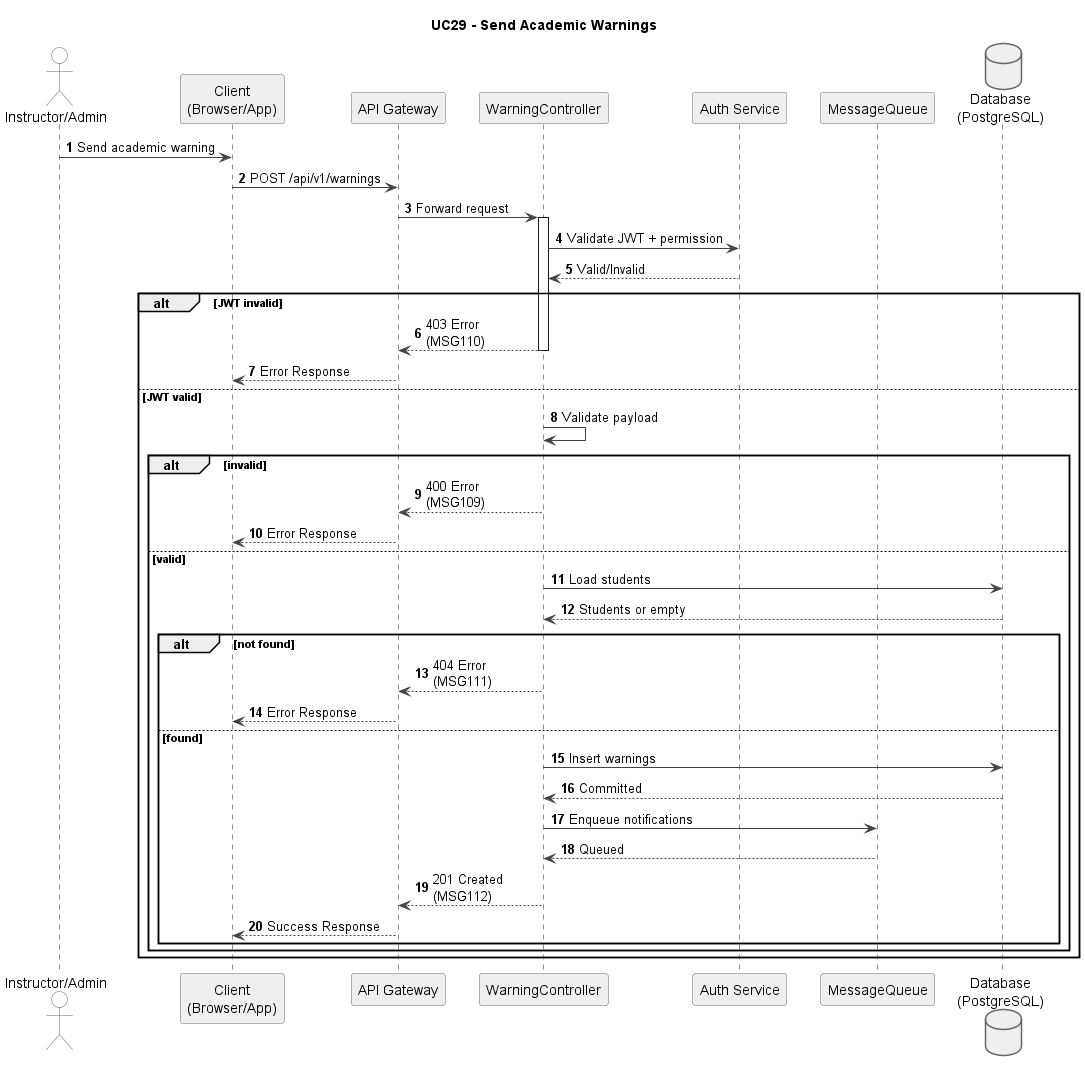 UC29 - Send Academic Warnings
Instructor/Admin
Client
(Browser/App)
API Gateway
WarningController
Auth Service
MessageQueue
Database
(PostgreSQL)
1 Send academic warning
2 POST /api/v1/warnings
3 Forward request
4 Validate JWT + permission
5 Valid/Invalid
alt [JWT invalid]
6 403 Error
(MSG110)
7 Error Response
[JWT valid]
8 Validate payload
alt [invalid]
9 400 Error
(MSG109)
10 Error Response
[valid]
11 Load students
12 Students or empty
alt [not found]
13 404 Error
(MSG111)
14 Error Response
[found]
15 Insert warnings
16 Committed
17 Enqueue notifications
18 Queued
19 201 Created
(MSG112)
20 Success Response
Instructor/Admin
Client
(Browser/App)
API Gateway
WarningController
Auth Service
MessageQueue
Database
(PostgreSQL)